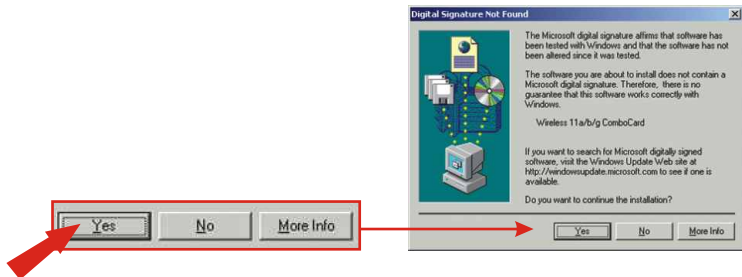 Digital Signature Not Found
The Microsoft digital signature affirms that software has
been tested with Windows and that the software has not
been altered since it was tested.
The software you are about to install does not contain a
Microsoft digital signature. Therefore, there is no
guarantee that this software works correctly with
Windows.
Wireless 11a/b/g ComboCard
If you want to search for Microsoft digitally signed
software, visit the Windows Update Web site at
http://windowsupdate.microsoft.com to see if one is
available.
Do you want to continue the installation?
Yes No More Info
Yes No More Info